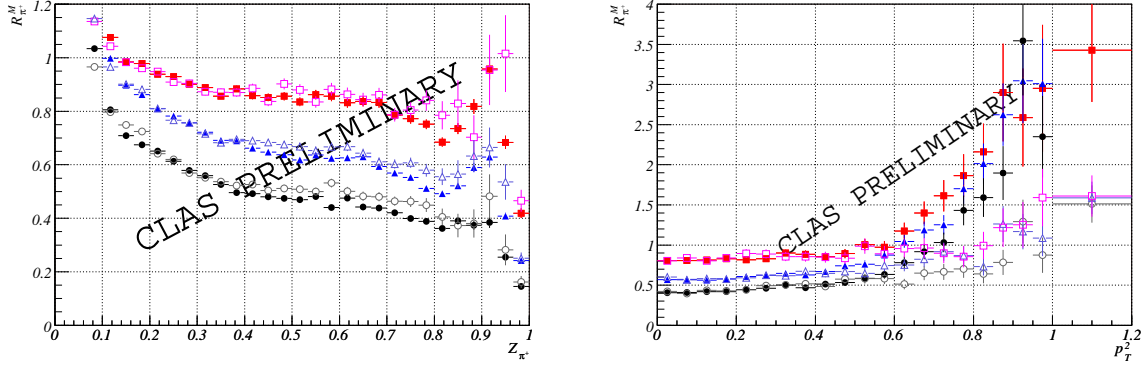 R^M_π+
1.2
1
0.8
0.6
0.4
0.2
0
0 0.1 0.2 0.3 0.4 0.5 0.6 0.7 0.8 0.9 1
Z_π+
CLAS PRELIMINARY
R^M_π+
4
3.5
3
2.5
2
1.5
1
0.5
0
0 0.2 0.4 0.6 0.8 1 1.2
p_T^2
CLAS PRELIMINARY